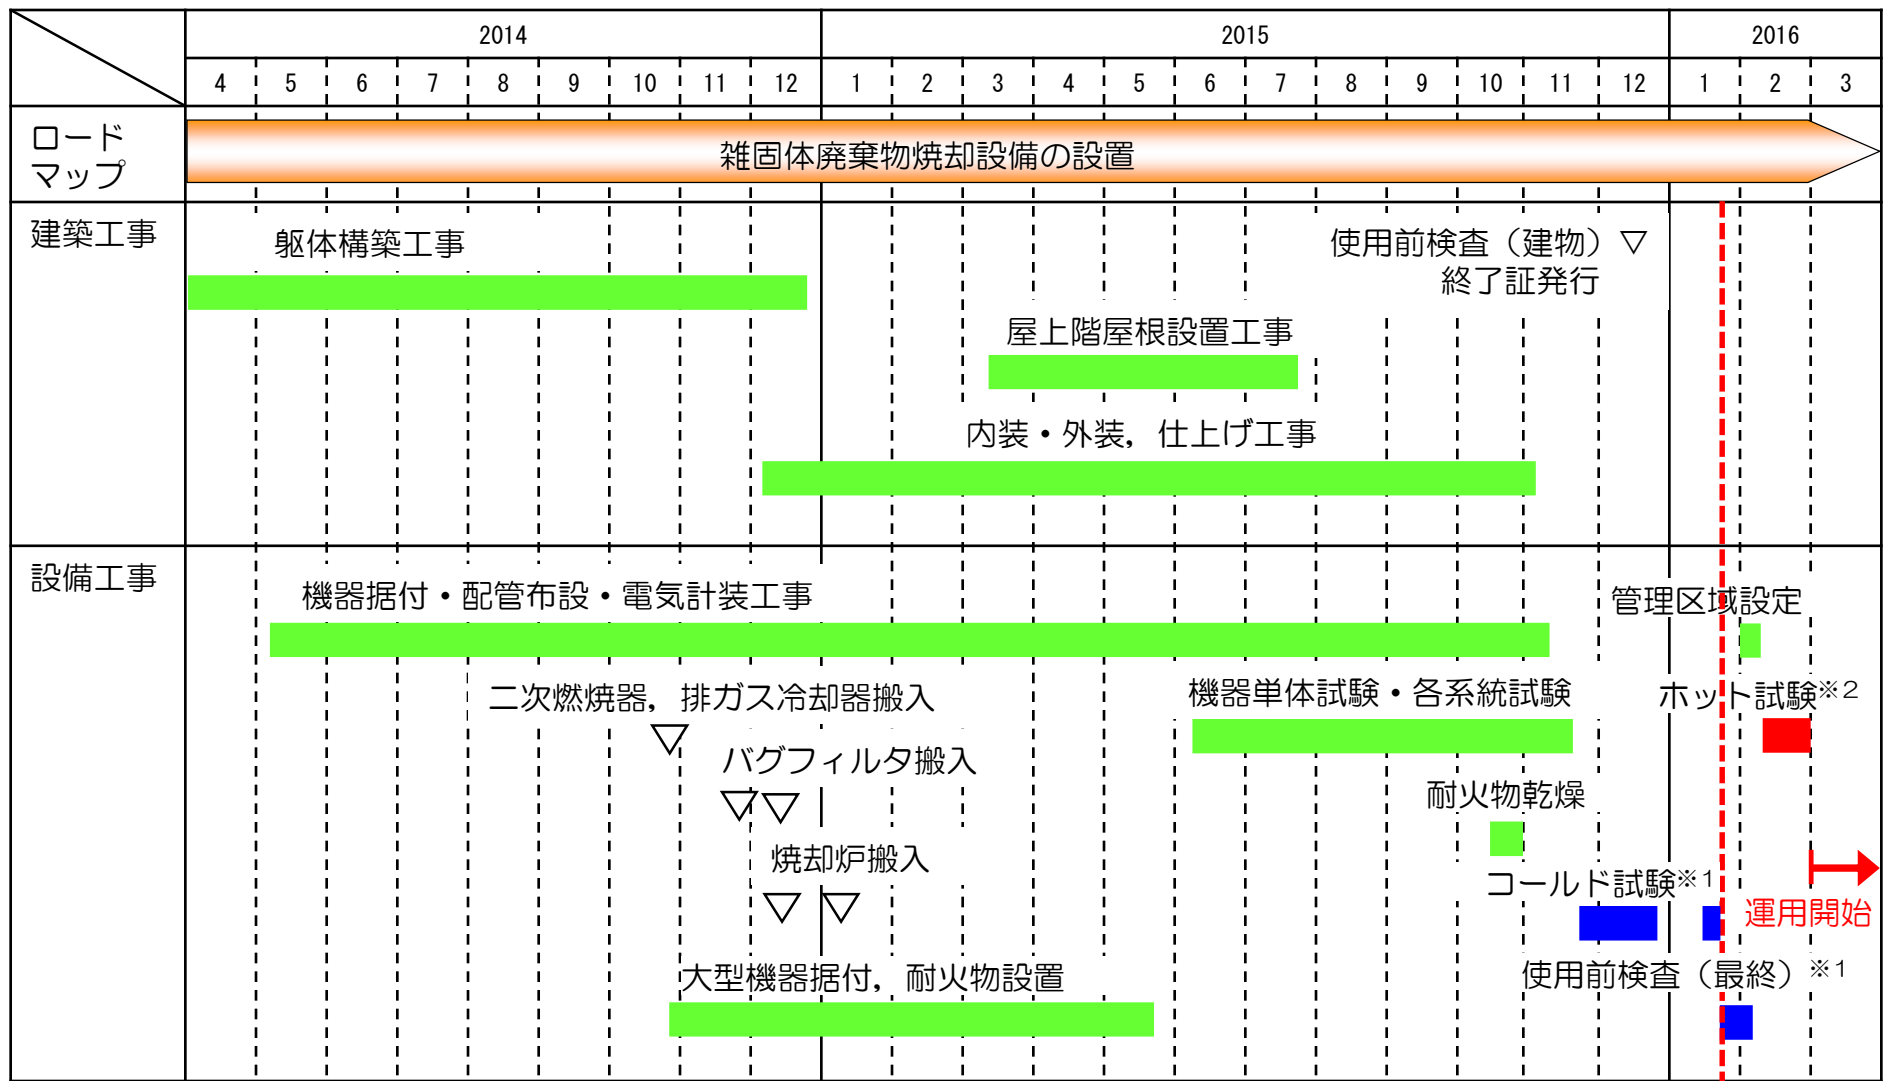 2014 2015 2016
4 5 6 7 8 9 10 11 12 1 2 3 4 5 6 7 8 9 10 11 12 1 2 3
ロード
マップ
雑固体廃棄物焼却設備の設置
建築工事
躯体構築工事
使用前検査（建物）▽
終了証発行
屋上階屋根設置工事
内装・外装，仕上げ工事
設備工事
機器据付・配管布設・電気計装工事
管理区域設定
二次燃焼器，排ガス冷却器搬入
機器単体試験・各系統試験
ホット試験※2
バグフィルタ搬入
耐火物乾燥
焼却炉搬入
コールド試験※1
運用開始
大型機器据付，耐火物設置
使用前検査（最終）※1